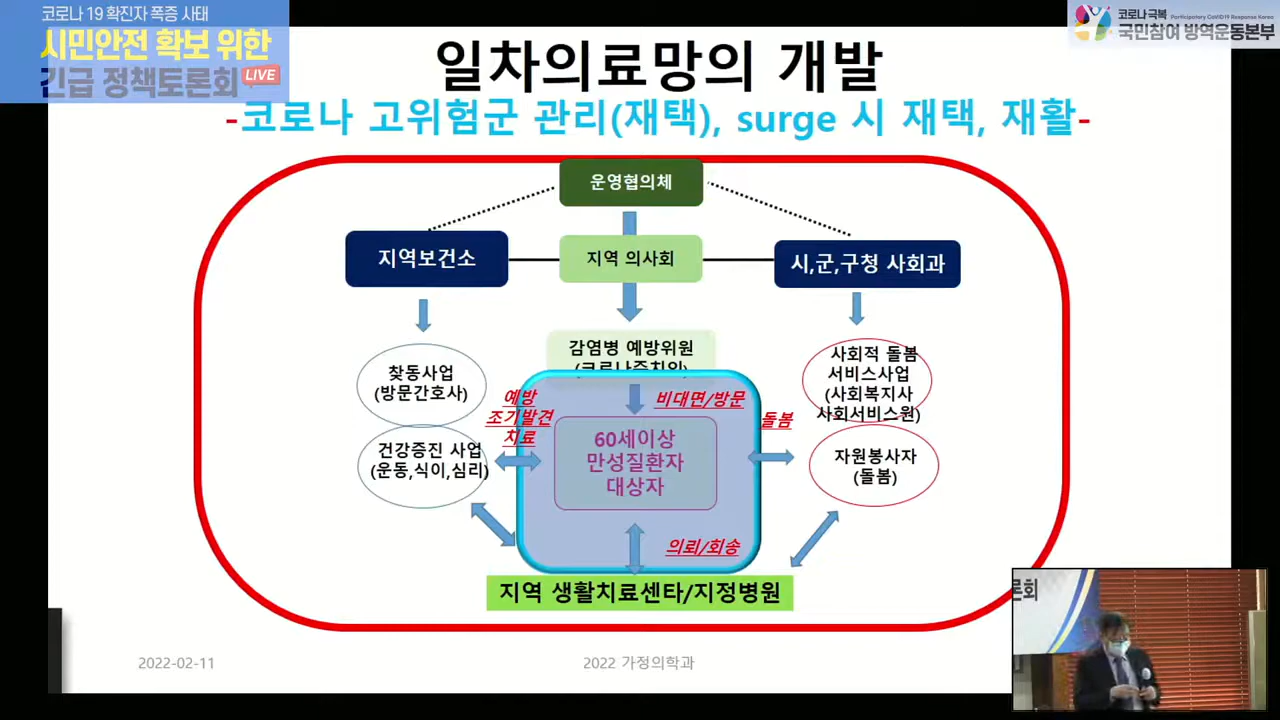 코로나 19 확진자 폭증 사태
시민안전 확보 위한
긴급 정책토론회 LIVE
코로나 극복 Participatory CoVID19 Response Korea
국민참여 방역운동본부
일차의료망의 개발
-코로나 고위험군 관리(재택), surge 시 재택, 재활-
운영협의체
지역보건소
지역 의사회
시,군,구청 사회과
감염병 예방위원
찾동사업
(방문간호사)
건강증진 사업
(운동,식이,심리)
사회적 돌봄
서비스사업
(사회복지사
사회서비스원)
자원봉사자
(돌봄)
예방
조기발견
치료
비대면/방문
돌봄
60세이상
만성질환자
대상자
의뢰/회송
지역 생활치료센타/지정병원
2022-02-11
2022 가정의학과
론회